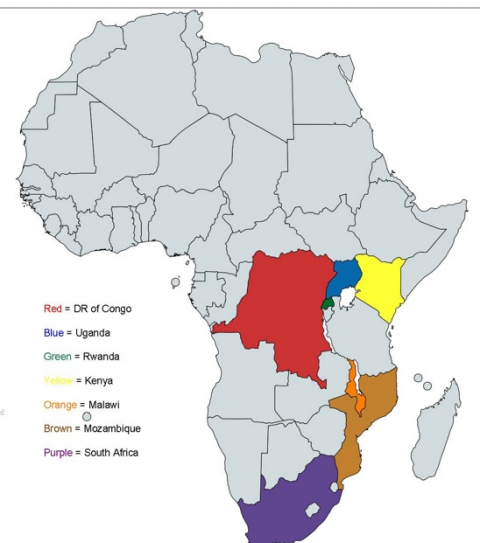 Red = DR of Congo
Blue = Uganda
Green = Rwanda
Yellow = Kenya
Orange = Malawi
Brown = Mozambique
Purple = South Africa